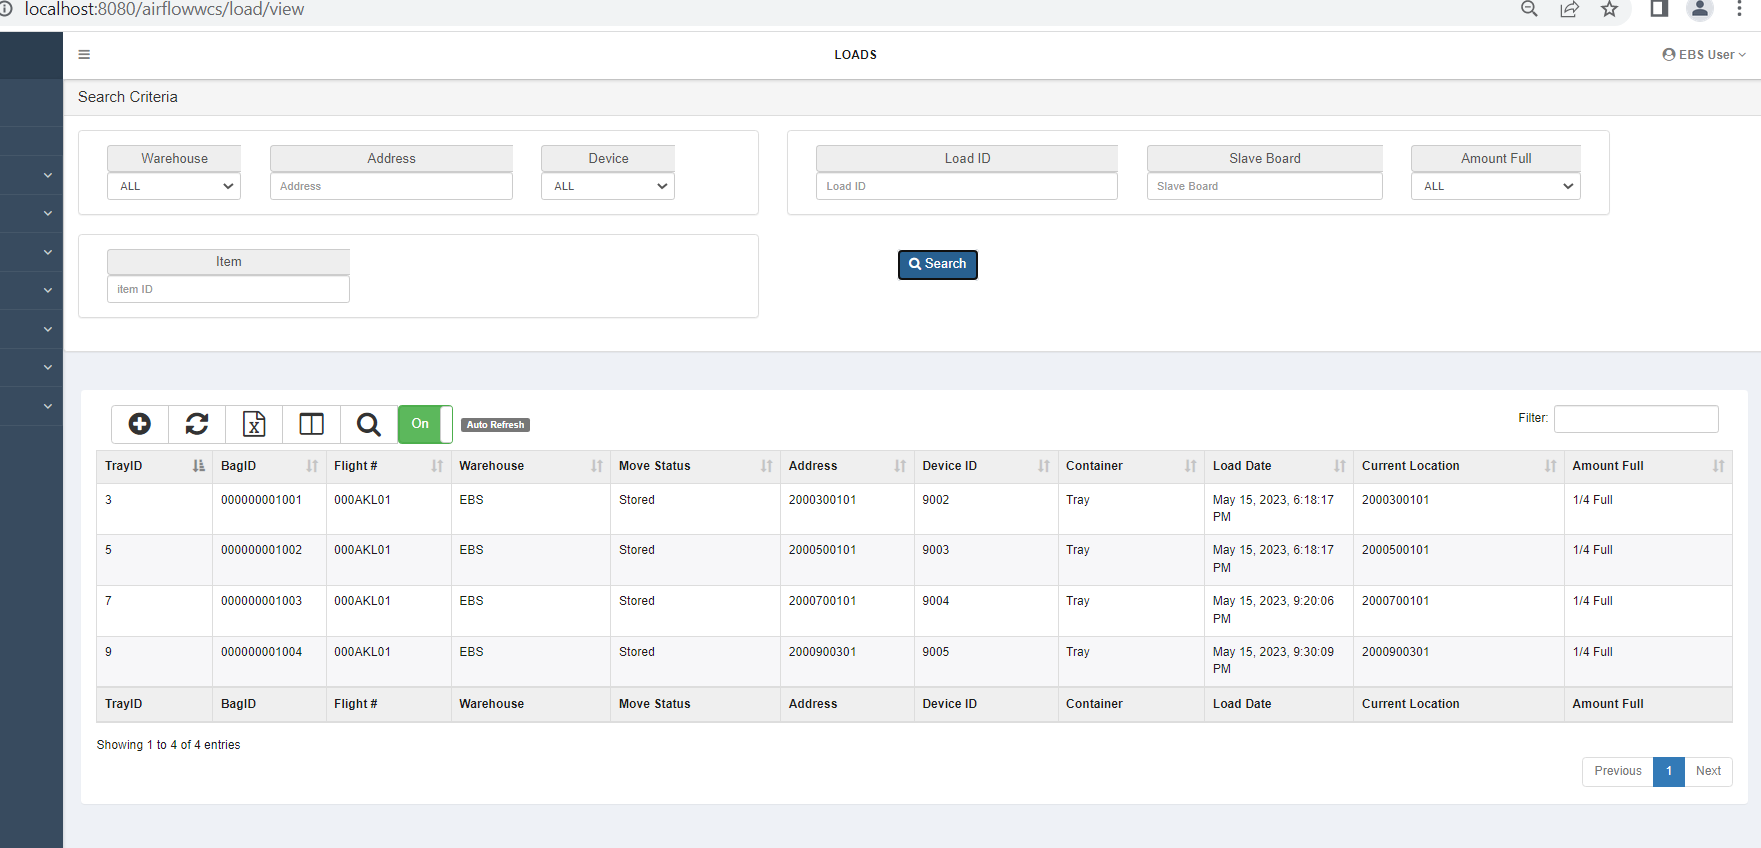 localhost:8080/airflowwcs/load/view
LOADS
EBS User
Search Criteria
Warehouse Address Device Load ID Slave Board Amount Full
ALL Address ALL Load ID Slave Board ALL
Item
item ID
Search
On Auto Refresh Filter:
TrayID BagID Flight # Warehouse Move Status Address Device ID Container Load Date Current Location Amount Full
3 000000001001 000AKL01 EBS Stored 2000300101 9002 Tray May 15, 2023, 6:18:17 2000300101 1/4 Full
PM
5 000000001002 000AKL01 EBS Stored 2000500101 9003 Tray May 15, 2023, 6:18:17 2000500101 1/4 Full
PM
7 000000001003 000AKL01 EBS Stored 2000700101 9004 Tray May 15, 2023, 9:20:06 2000700101 1/4 Full
PM
9 000000001004 000AKL01 EBS Stored 2000900301 9005 Tray May 15, 2023, 9:30:09 2000900301 1/4 Full
PM
TrayID BagID Flight # Warehouse Move Status Address Device ID Container Load Date Current Location Amount Full
Showing 1 to 4 of 4 entries
Previous 1 Next